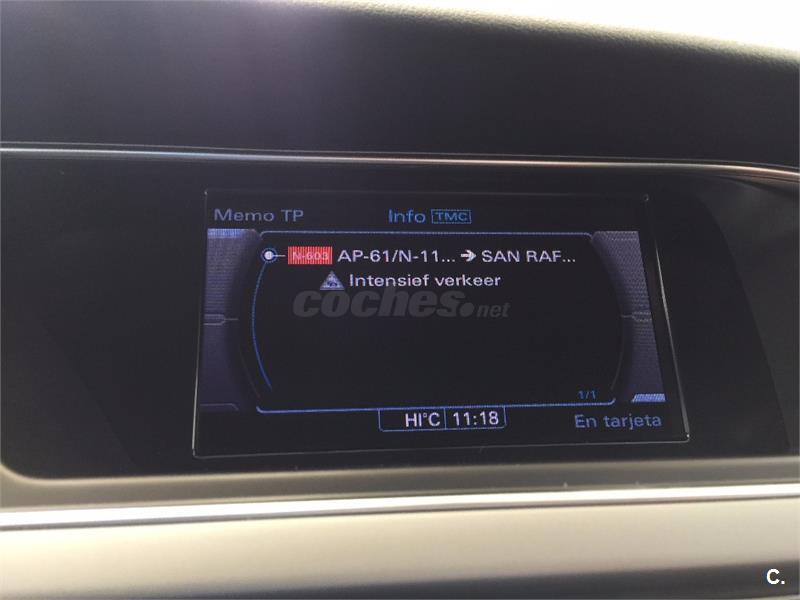 Memo TP Info TMC
N-603 AP-61/N-11... → SAN RAF...
Intensief verkeer
coches.net
1/1
HI°C 11:18 En tarjeta
C.